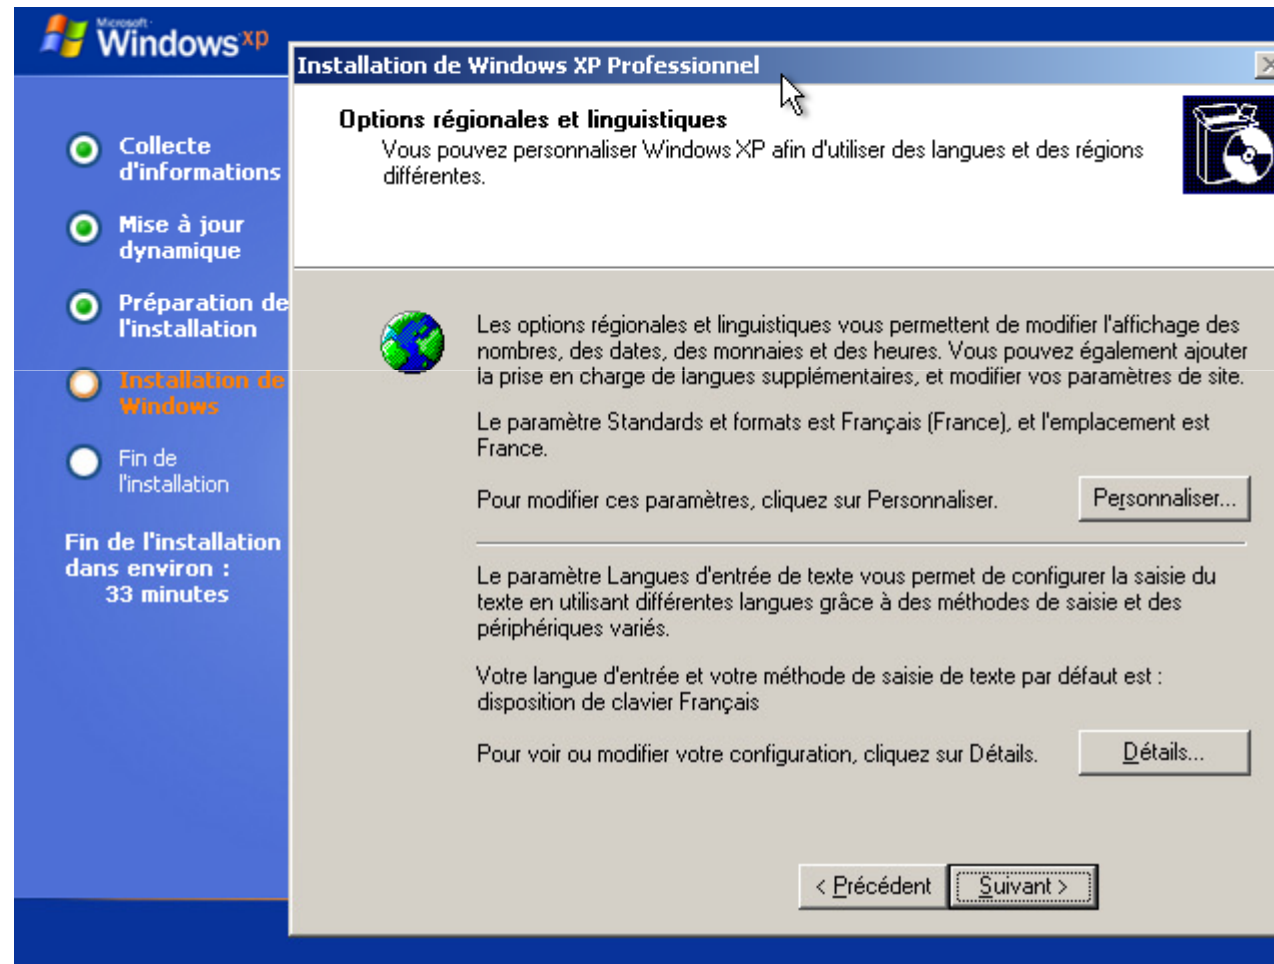 Microsoft
Windows xp
Installation de Windows XP Professionnel
Options régionales et linguistiques
Vous pouvez personnaliser Windows XP afin d'utiliser des langues et des régions
différentes.
Collecte
d'informations
Mise à jour
dynamique
Préparation de
l'installation
Installation de
Windows
Fin de
l'installation
Fin de l'installation
dans environ :
33 minutes
Les options régionales et linguistiques vous permettent de modifier l'affichage des
nombres, des dates, des monnaies et des heures. Vous pouvez également ajouter
la prise en charge de langues supplémentaires, et modifier vos paramètres de site.
Le paramètre Standards et formats est Français (France), et l'emplacement est
France.
Pour modifier ces paramètres, cliquez sur Personnaliser.
Personnaliser...
Le paramètre Langues d'entrée de texte vous permet de configurer la saisie du
texte en utilisant différentes langues grâce à des méthodes de saisie et des
périphériques variés.
Votre langue d'entrée et votre méthode de saisie de texte par défaut est :
disposition de clavier Français
Pour voir ou modifier votre configuration, cliquez sur Détails.
Détails...
< Précédent
Suivant >